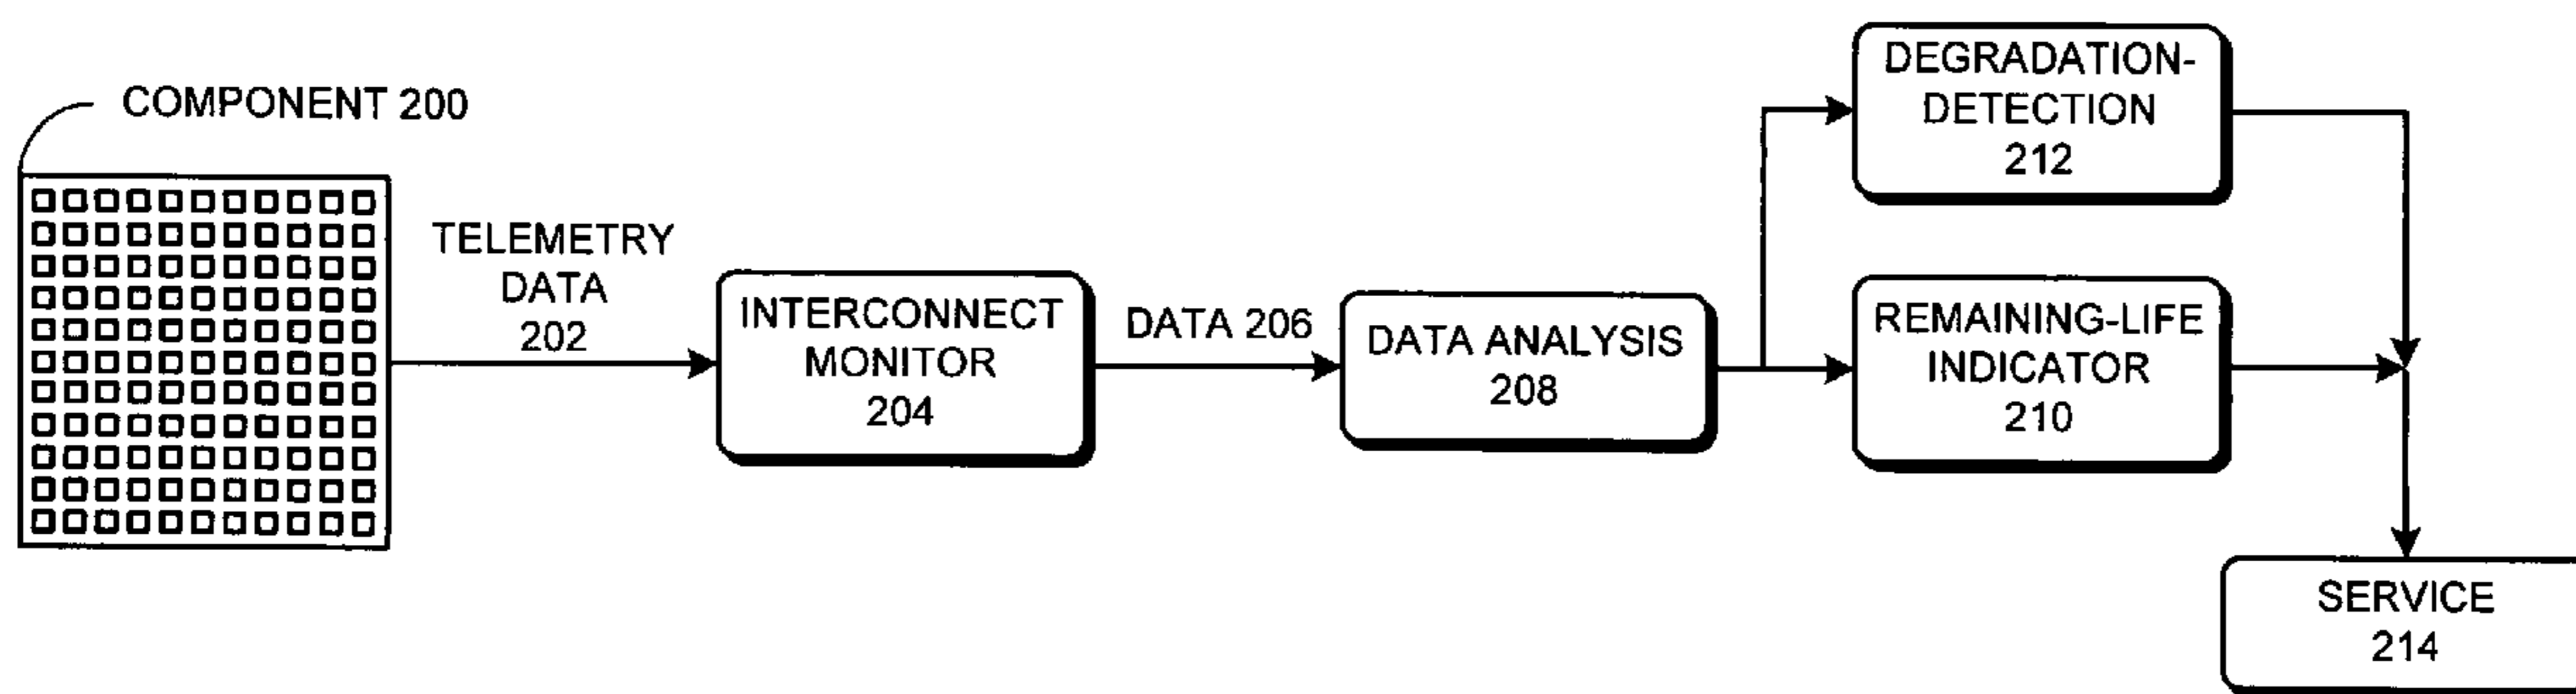 COMPONENT 200
TELEMETRY
DATA
202
INTERCONNECT
MONITOR
204
DATA 206
DATA ANALYSIS
208
DEGRADATION-
DETECTION
212
REMAINING-LIFE
INDICATOR
210
SERVICE
214